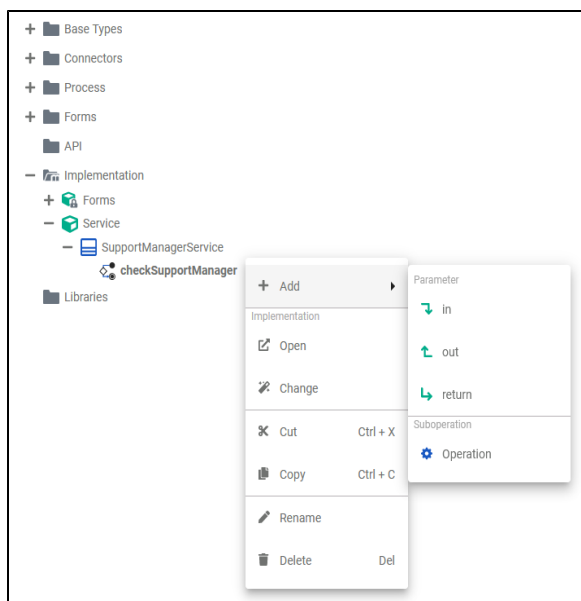 Base Types
Connectors
Process
Forms
API
Implementation
Forms
Service
SupportManagerService
checkSupportManager
Libraries
Add
Implementation
Open
Change
Cut Ctrl + X
Copy Ctrl + C
Rename
Delete Del
Parameter
in
out
return
Suboperation
Operation